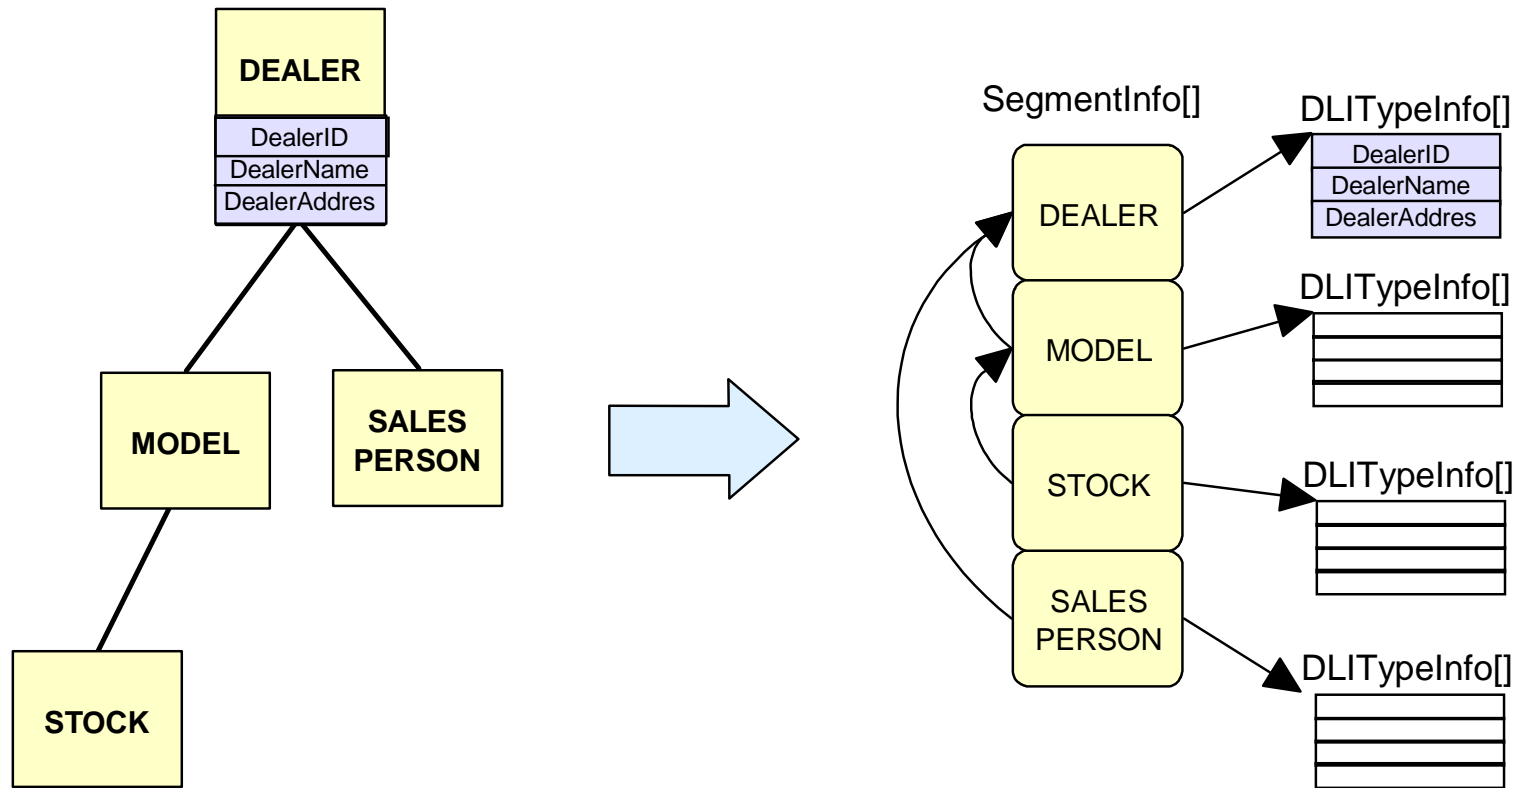 DEALER
DealerID
DealerName
DealerAddres
MODEL
SALES
PERSON
STOCK
SegmentInfo[]
DEALER
MODEL
STOCK
SALES
PERSON
DLITypeInfo[]
DealerID
DealerName
DealerAddres
DLITypeInfo[]
DLITypeInfo[]
DLITypeInfo[]